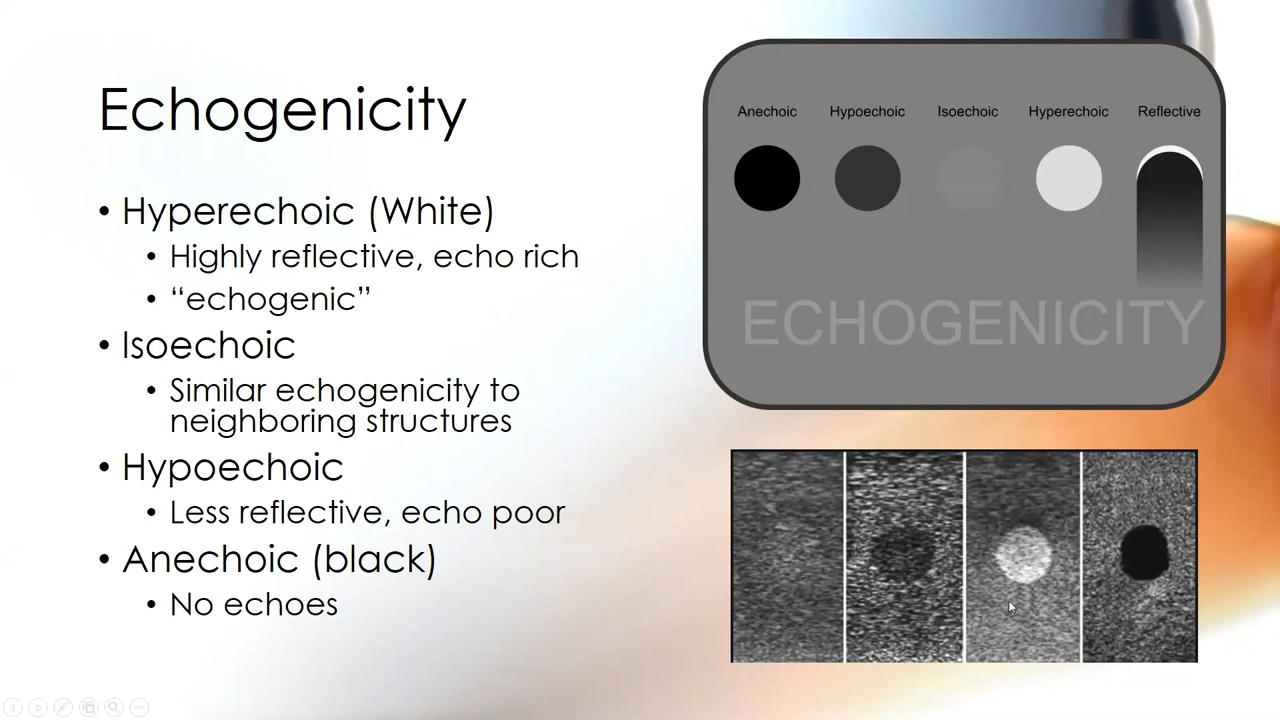 Echogenicity
• Hyperechoic (White)
• Highly reflective, echo rich
• “echogenic”
• Isoechoic
• Similar echogenicity to
neighboring structures
• Hypoechoic
• Less reflective, echo poor
• Anechoic (black)
• No echoes
Anechoic Hypoechoic Isoechoic Hyperechoic Reflective
ECHOGENICITY